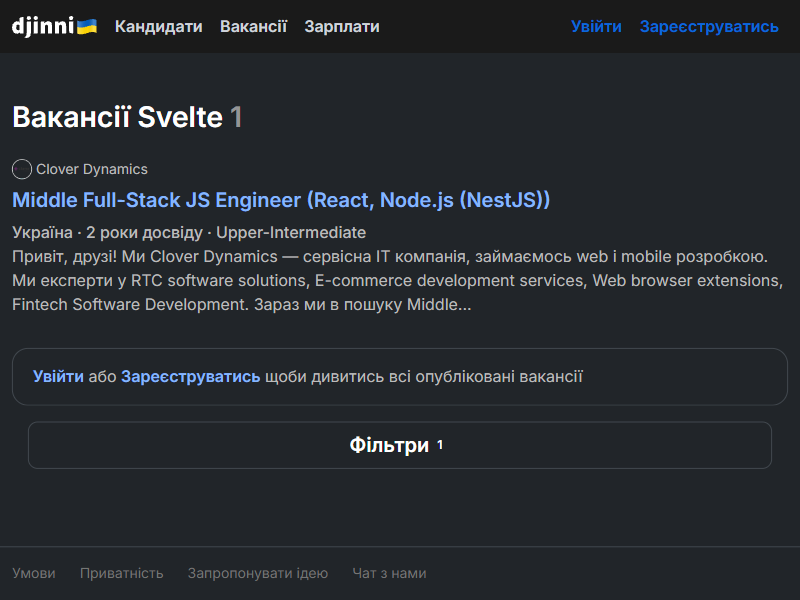 djinni Кандидати Вакансії Зарплати Увійти Зареєструватись
Вакансії Svelte 1
Clover Dynamics
Middle Full-Stack JS Engineer (React, Node.js (NestJS))
Україна · 2 роки досвіду · Upper-Intermediate
Привіт, друзі! Ми Clover Dynamics — сервісна ІТ компанія, займаємось web і mobile розробкою.
Ми експерти у RTC software solutions, E-commerce development services, Web browser extensions,
Fintech Software Development. Зараз ми в пошуку Middle...
Увійти або Зареєструватись щоби дивитись всі опубліковані вакансії
Фільтри 1
Умови Приватність Запропонувати ідею Чат з нами